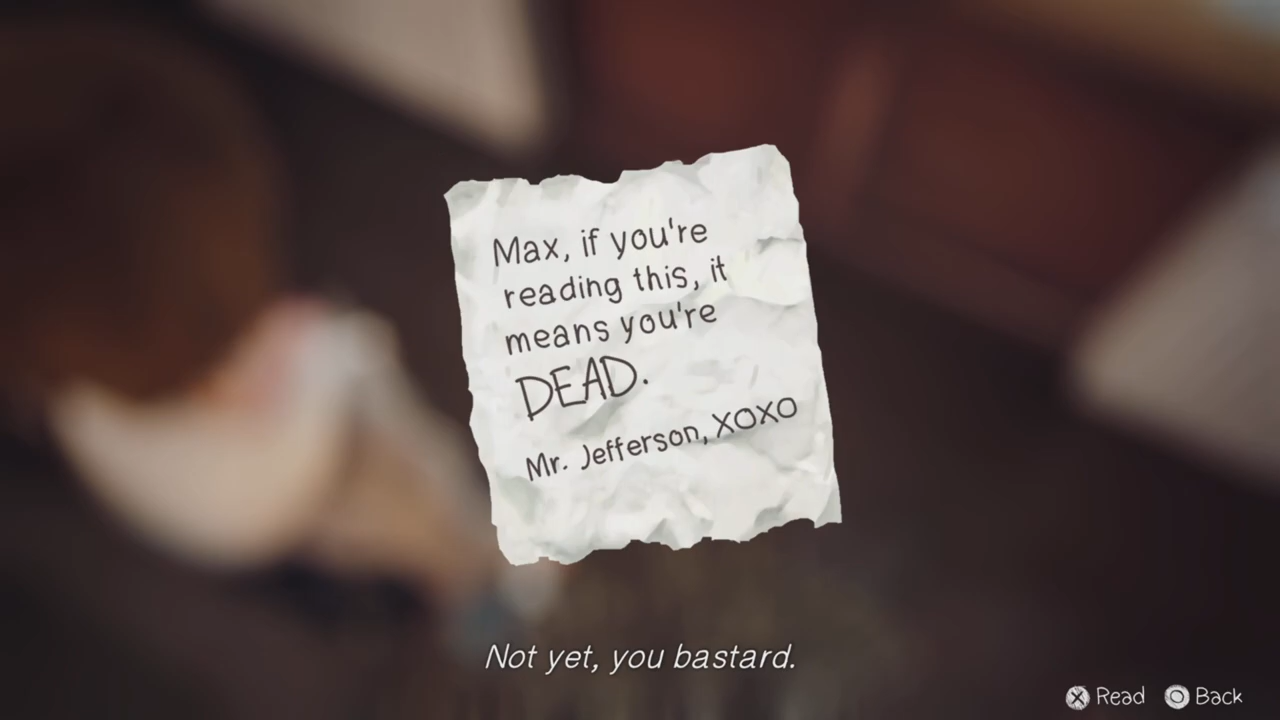 Max, if you're
reading this, it
means you're
DEAD.
Mr. Jefferson, XOXO
Not yet, you bastard.
Read Back